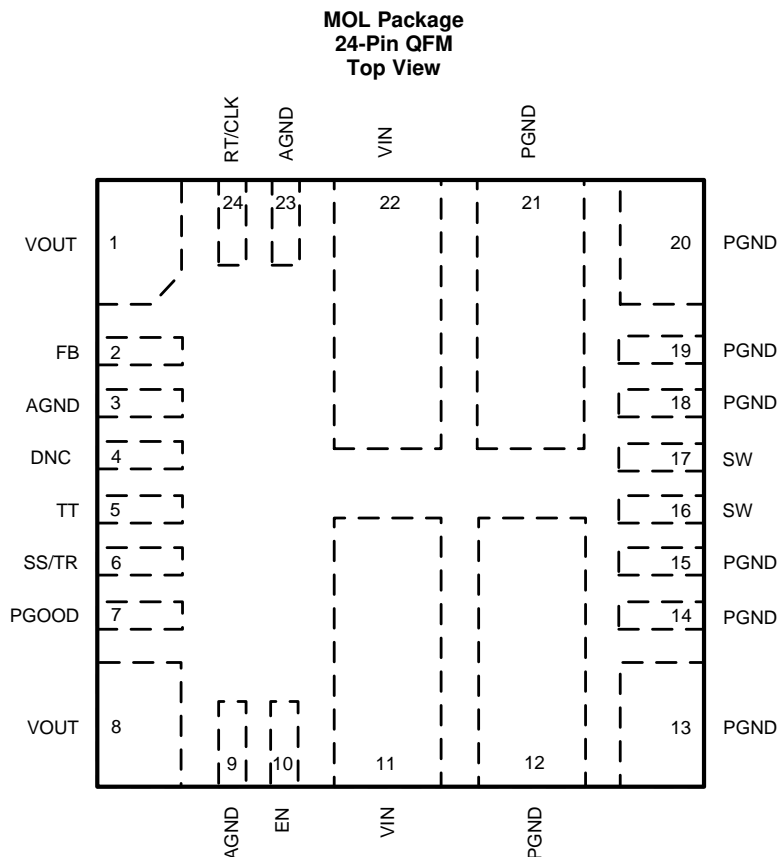 MOL Package
24-Pin QFM
Top View
RT/CLK
AGND
VIN
PGND
24
23
22
21
VOUT 1
20 PGND
FB 2
19 PGND
AGND 3
18 PGND
DNC 4
17 SW
TT 5
16 SW
SS/TR 6
15 PGND
PGOOD 7
14 PGND
VOUT 8
13 PGND
9
10
11
12
AGND
EN
VIN
PGND